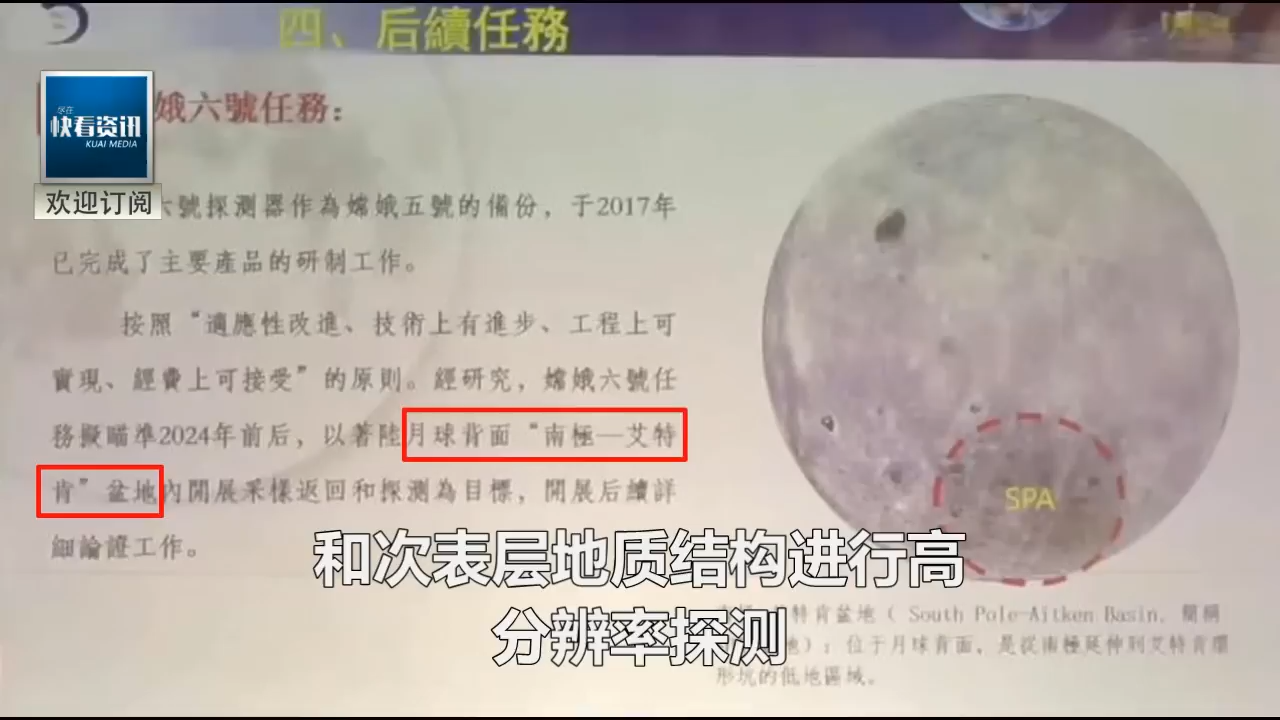 四、后續任務
尽在
快看资讯
KUAI MEDIA
欢迎订阅
娥六號任務：
六號探測器作為嫦娥五號的備份，于2017年
已完成了主要產品的研制工作。
按照“適應性改進、技術上有進步、工程上可
實現、經費上可接受”的原則。經研究，嫦娥六號任
務擬瞄準2024年前后，以著陸月球背面“南極—艾特
肯”盆地內開展采樣返回和探測為目標，開展后續詳
細論證工作。
SPA
和次表层地质结构进行高
分辨率探测
特肯盆地（ South Pole-Aitken Basin，簡稱
地）：位于月球背面，是從南極延伸到艾特肯環
形坑的低地區域。